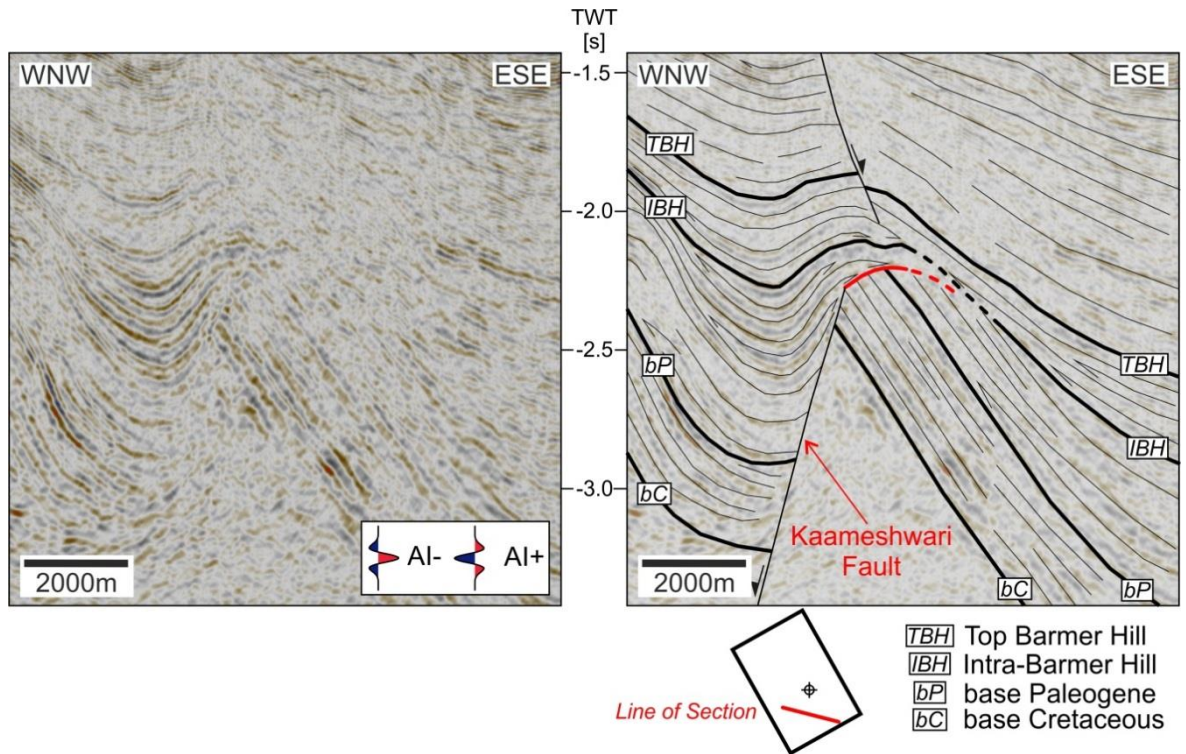 TWT
[s]
WNW
ESE
-1.5
-2.0
-2.5
-3.0
2000m
AI-
AI+
WNW
ESE
TBH
IBH
bP
bC
TBH
IBH
bC
bP
Kaameshwari
Fault
2000m
Line of Section
TBH Top Barmer Hill
IBH Intra-Barmer Hill
bP base Paleogene
bC base Cretaceous